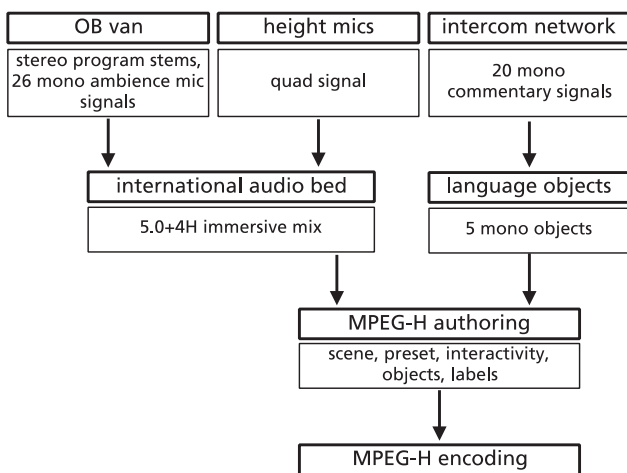 OB van
stereo program stems,
26 mono ambience mic
signals
height mics
quad signal
intercom network
20 mono
commentary signals
international audio bed
5.0+4H immersive mix
language objects
5 mono objects
MPEG-H authoring
scene, preset, interactivity,
objects, labels
MPEG-H encoding